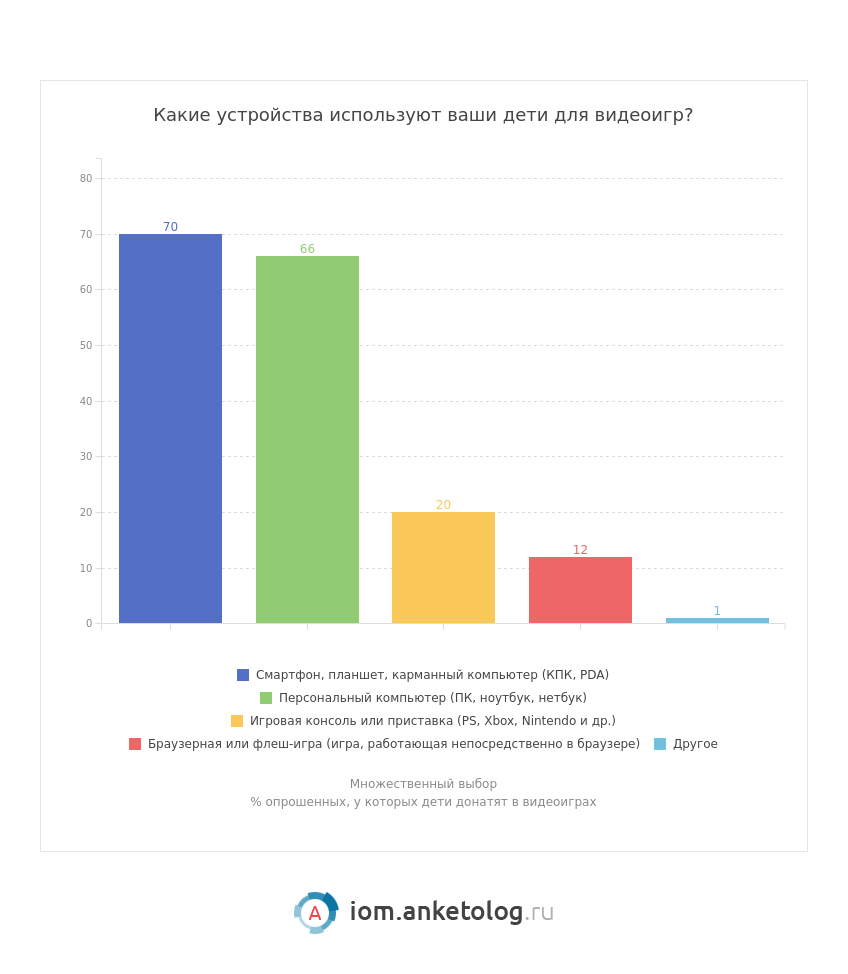 Какие устройства используют ваши дети для видеоигр?
80
70
70
66
60
50
40
30
20
20
12
10
1
0
Смартфон, планшет, карманный компьютер (КПК, PDA)
Персональный компьютер (ПК, ноутбук, нетбук)
Игровая консоль или приставка (PS, Xbox, Nintendo и др.)
Браузерная или флеш-игра (игра, работающая непосредственно в браузере) Другое
Множественный выбор
% опрошенных, у которых дети донатят в видеоиграх
A iom.anketolog.ru